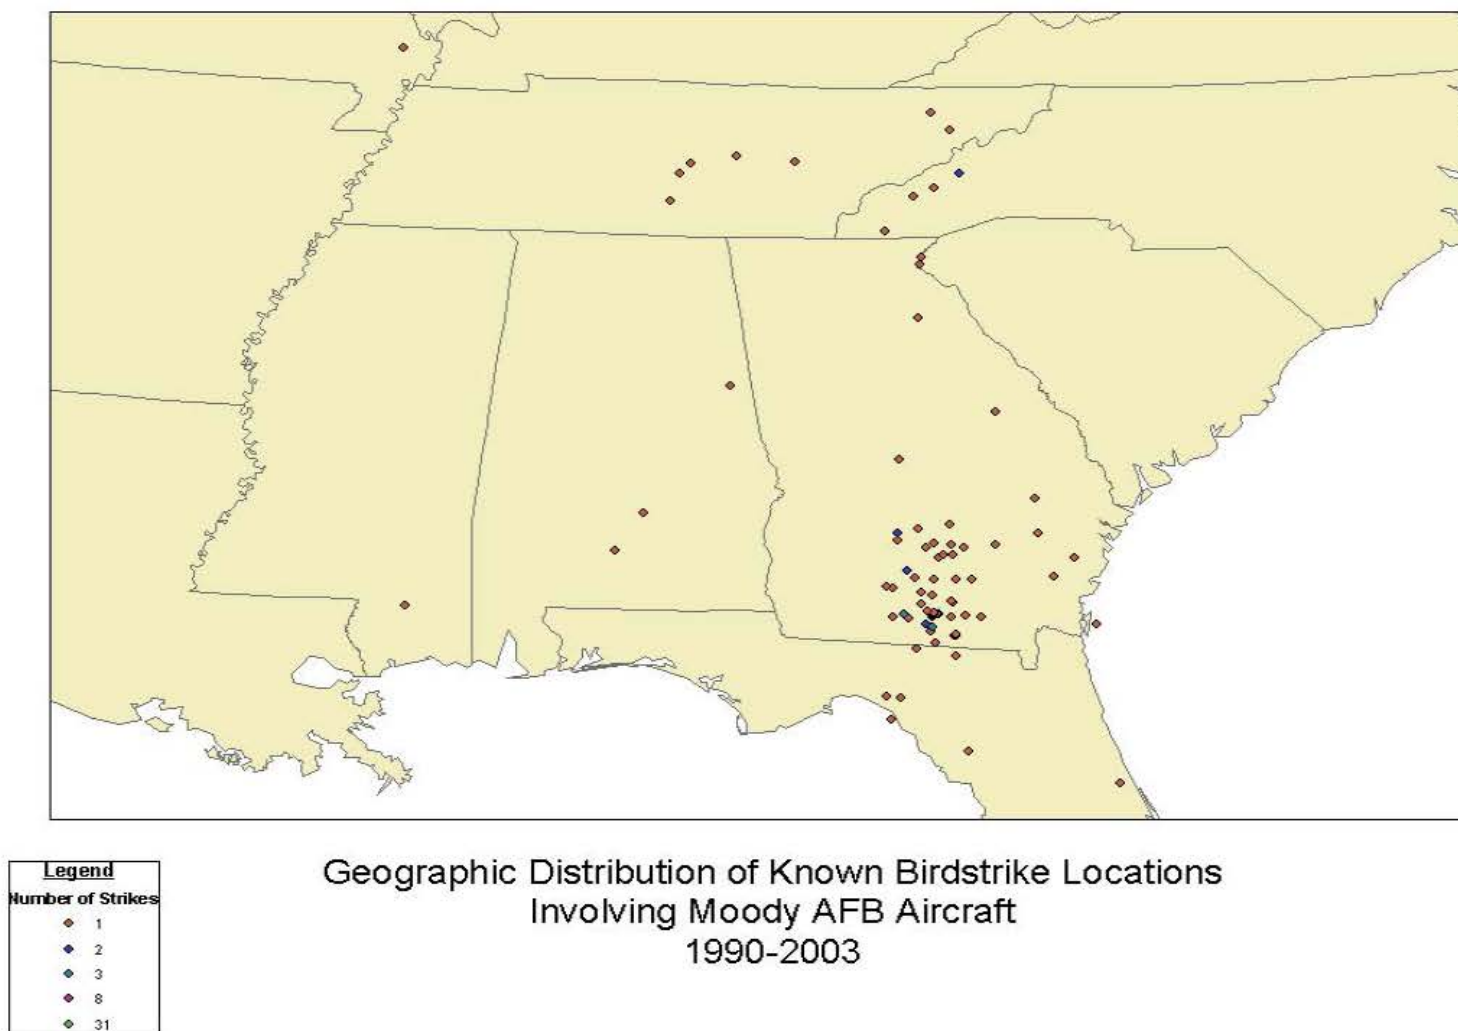 Legend
Number of Strikes
1
2
3
8
31
Geographic Distribution of Known Birdstrike Locations
Involving Moody AFB Aircraft
1990-2003